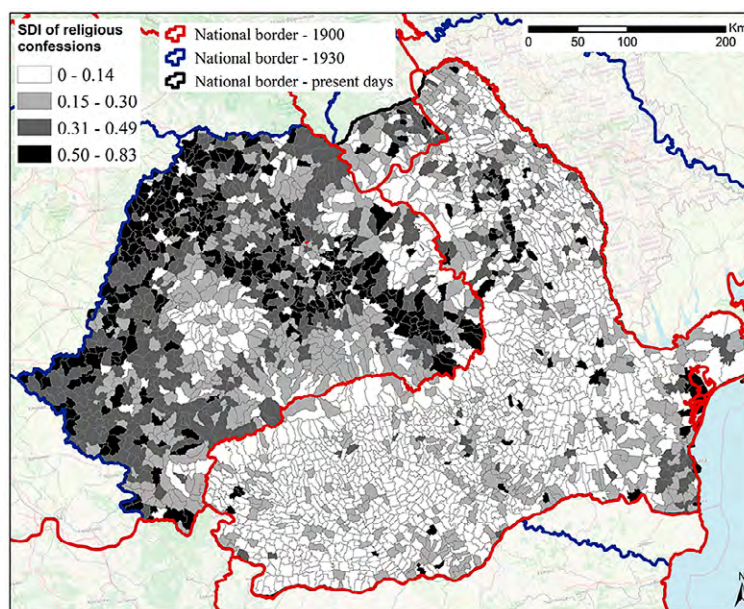 SDI of religious
confessions
0 - 0.14
0.15 - 0.30
0.31 - 0.49
0.50 - 0.83
National border - 1900
National border - 1930
National border - present days
Km
0 50 100 200
N